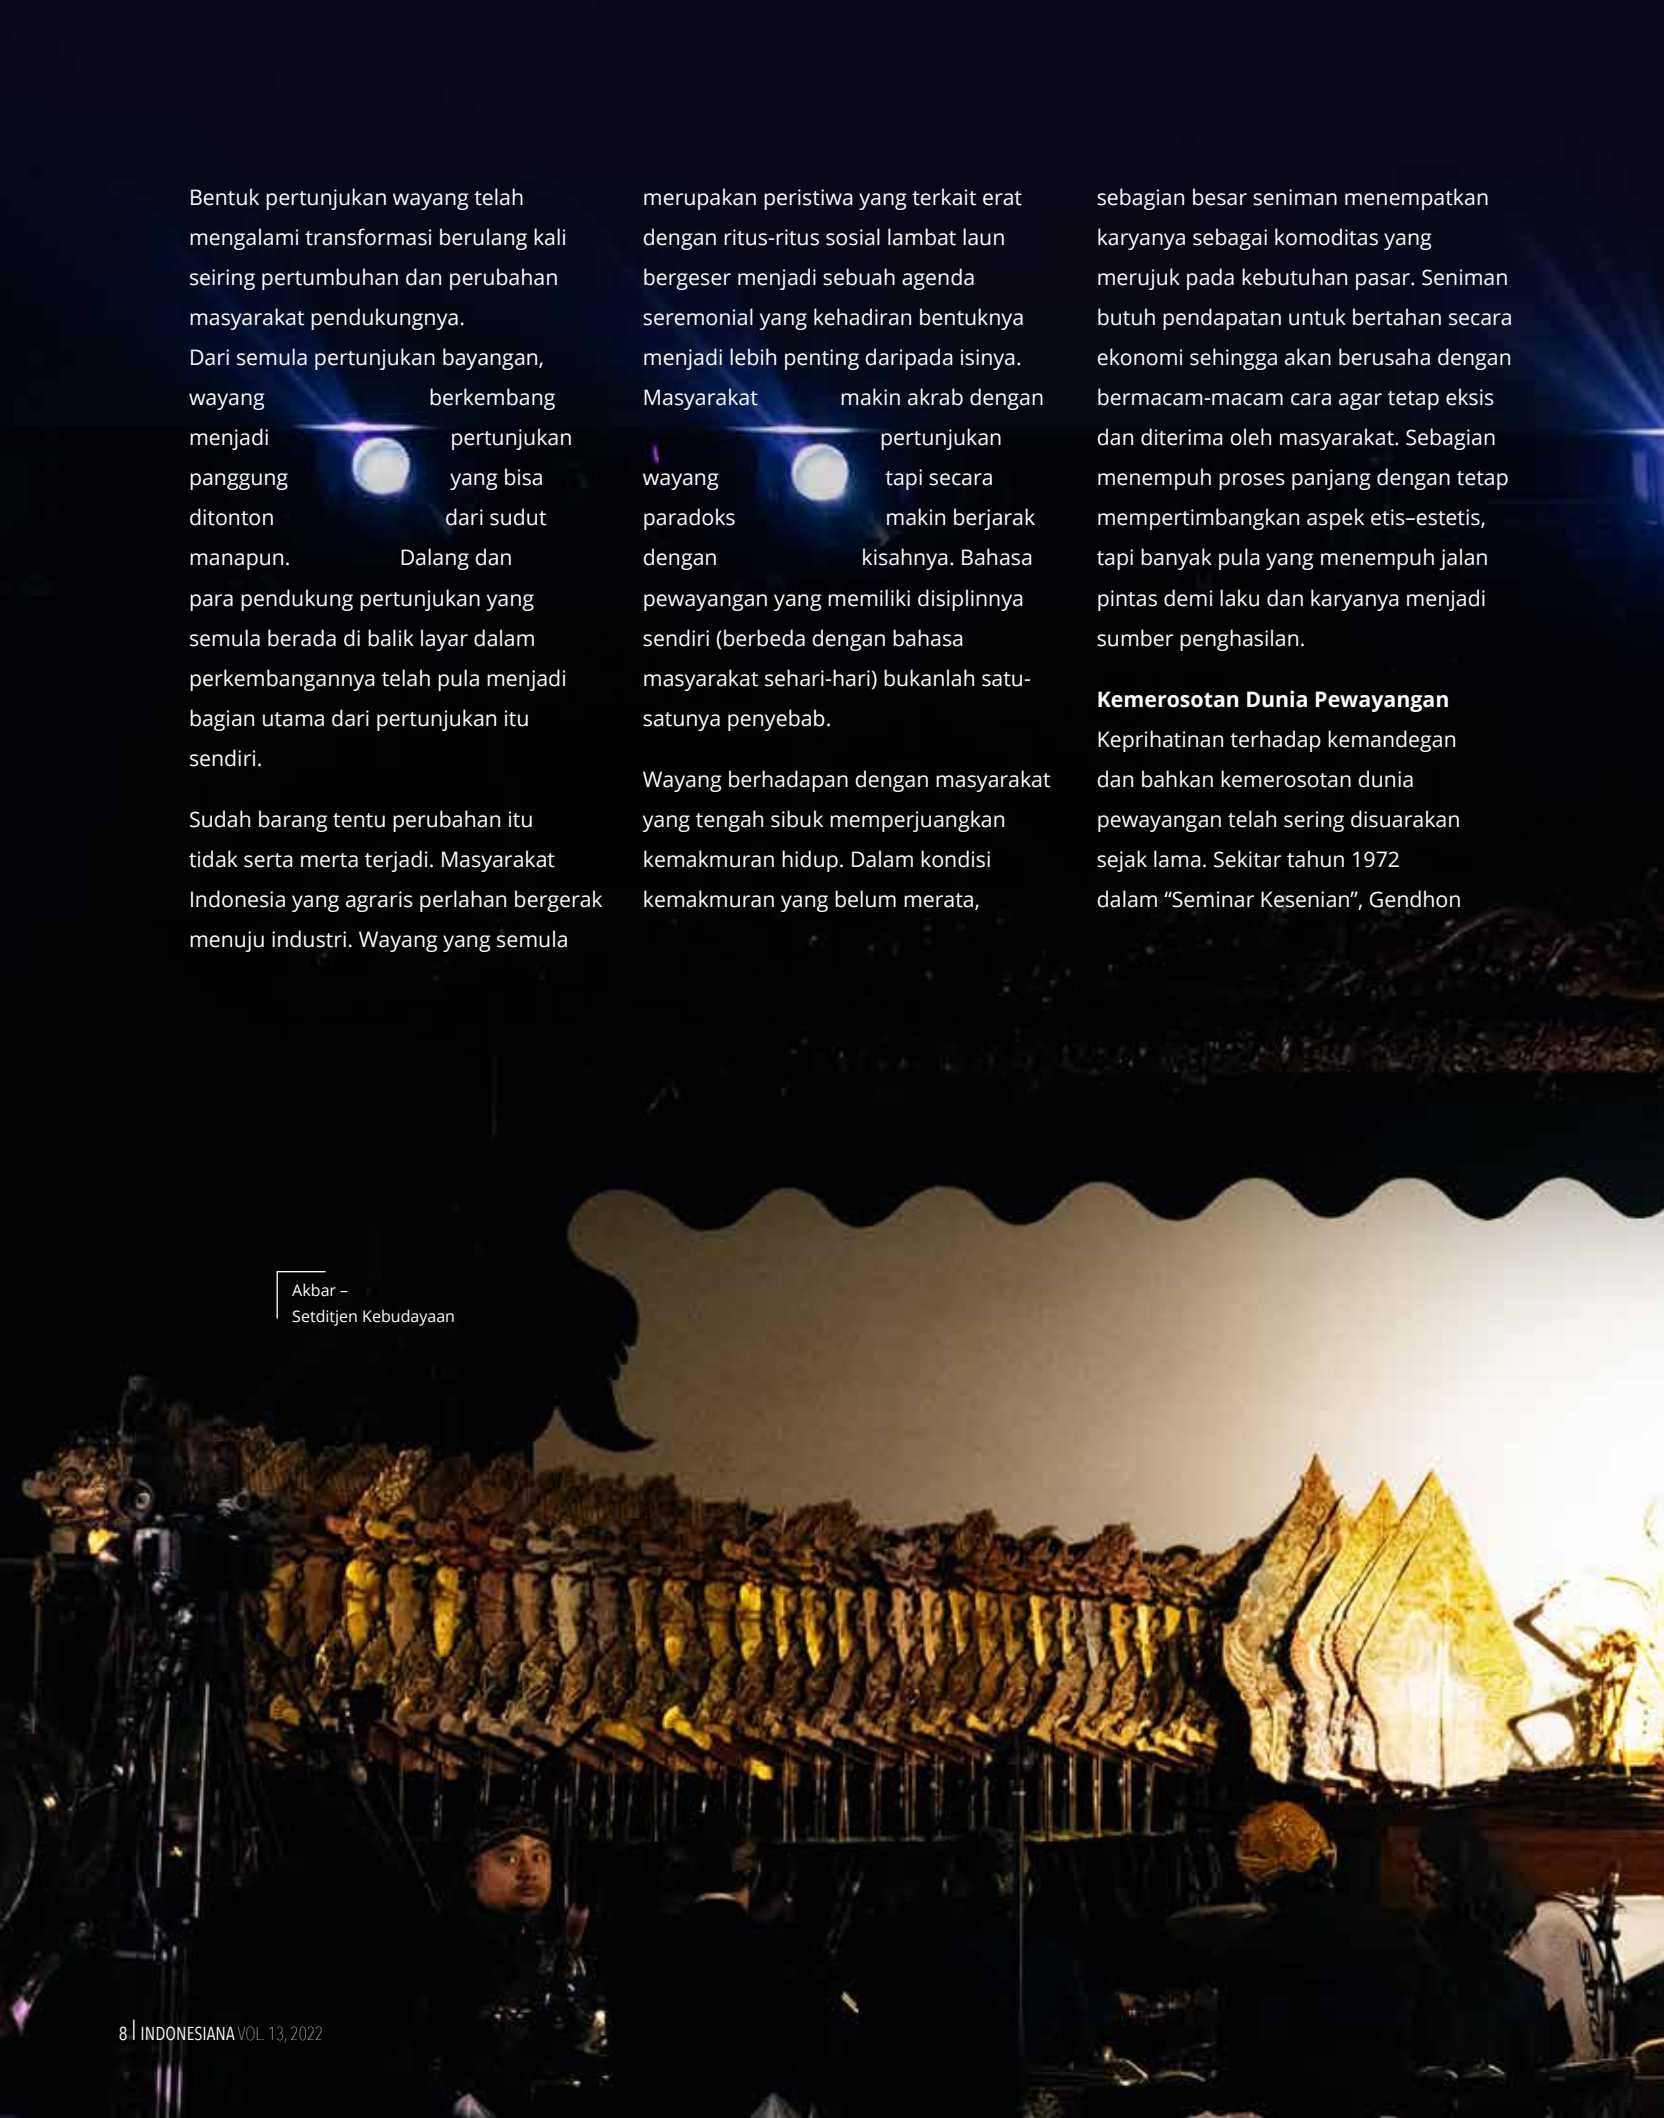 Bentuk pertunjukan wayang telah
mengalami transformasi berulang kali
seiring pertumbuhan dan perubahan
masyarakat pendukungnya.
Dari semula pertunjukan bayangan,
wayang berkembang
menjadi pertunjukan
panggung yang bisa
ditonton dari sudut
manapun. Dalang dan
para pendukung pertunjukan yang
semula berada di balik layar dalam
perkembangannya telah pula menjadi
bagian utama dari pertunjukan itu
sendiri.
Sudah barang tentu perubahan itu
tidak serta merta terjadi. Masyarakat
Indonesia yang agraris perlahan bergerak
menuju industri. Wayang yang semula
merupakan peristiwa yang terkait erat
dengan ritus-ritus sosial lambat laun
bergeser menjadi sebuah agenda
seremonial yang kehadiran bentuknya
menjadi lebih penting daripada isinya.
Masyarakat makin akrab dengan
pertunjukan
wayang tapi secara
paradoks makin berjarak
dengan kisahnya. Bahasa
pewayangan yang memiliki disiplinnya
sendiri (berbeda dengan bahasa
masyarakat sehari-hari) bukanlah satu-
satunya penyebab.
Wayang berhadapan dengan masyarakat
yang tengah sibuk memperjuangkan
kemakmuran hidup. Dalam kondisi
kemakmuran yang belum merata,
sebagian besar seniman menempatkan
karyanya sebagai komoditas yang
merujuk pada kebutuhan pasar. Seniman
butuh pendapatan untuk bertahan secara
ekonomi sehingga akan berusaha dengan
bermacam-macam cara agar tetap eksis
dan diterima oleh masyarakat. Sebagian
menempuh proses panjang dengan tetap
mempertimbangkan aspek etis–estetis,
tapi banyak pula yang menempuh jalan
pintas demi laku dan karyanya menjadi
sumber penghasilan.
Kemerosotan Dunia Pewayangan
Keprihatinan terhadap kemandegan
dan bahkan kemerosotan dunia
pewayangan telah sering disuarakan
sejak lama. Sekitar tahun 1972
dalam “Seminar Kesenian”, Gendhon
Akbar –
Setditjen Kebudayaan
8 | INDONESIANA VOL. 13, 2022